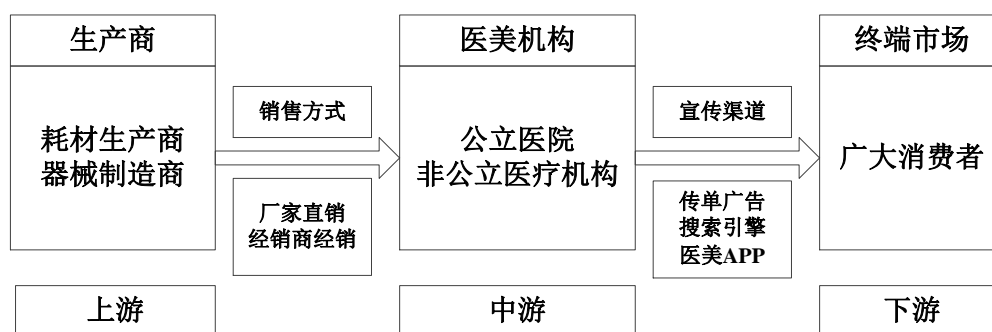 生产商
医美机构
终端市场
耗材生产商
器械制造商
销售方式
厂家直销
经销商经销
公立医院
非公立医疗机构
宣传渠道
传单广告
搜索引擎
医美APP
广大消费者
上游
中游
下游